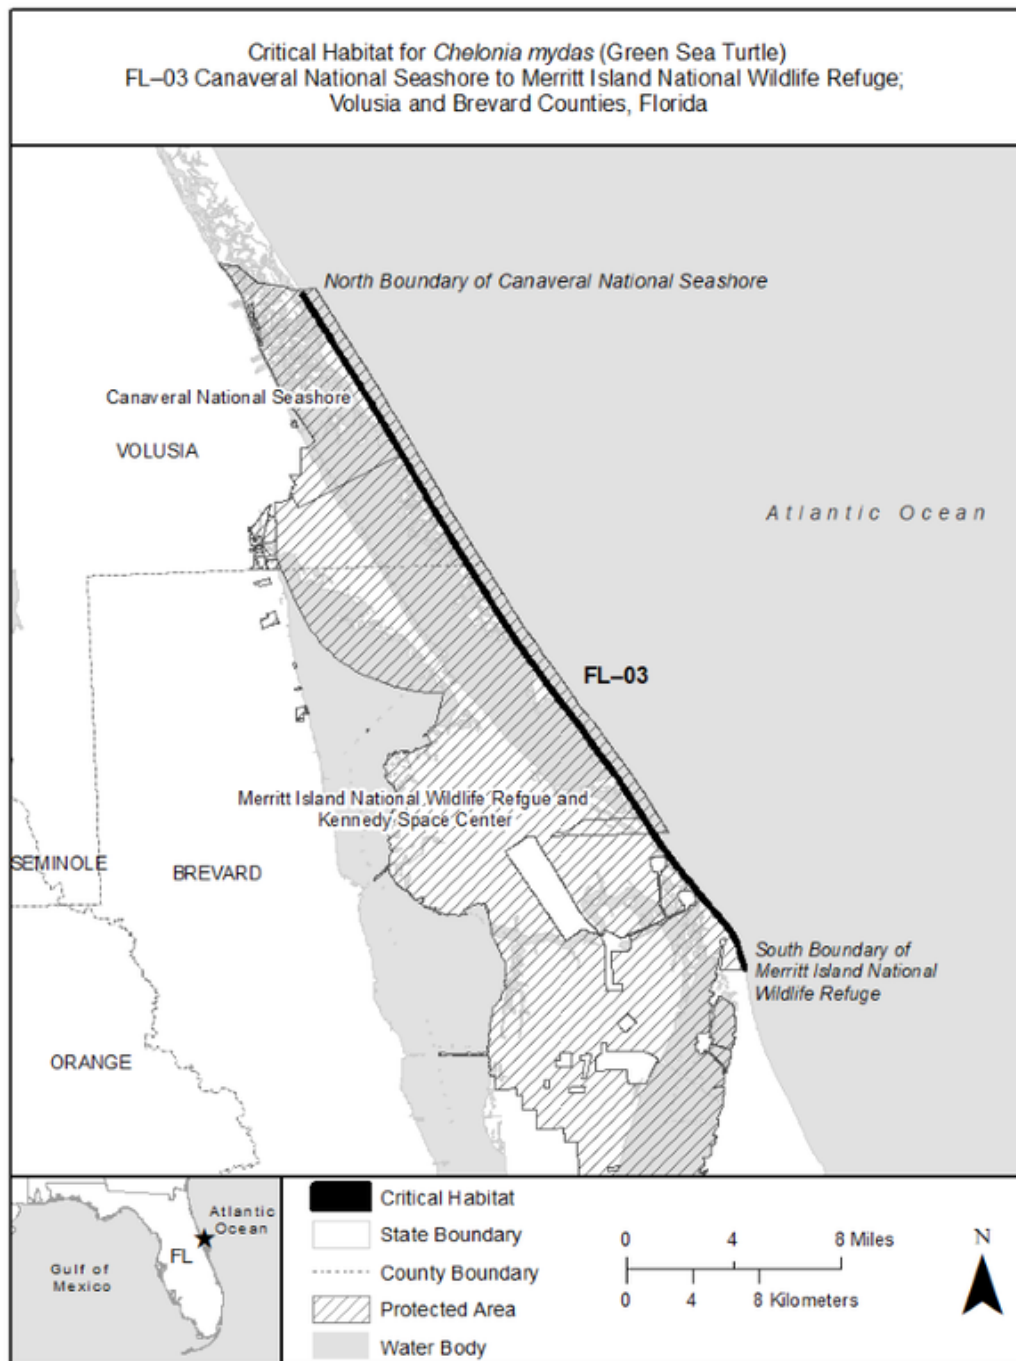 Critical Habitat for Chelonia mydas (Green Sea Turtle)
FL–03 Canaveral National Seashore to Merritt Island National Wildlife Refuge;
Volusia and Brevard Counties, Florida
North Boundary of Canaveral National Seashore
Canaveral National Seashore
VOLUSIA
Atlantic Ocean
FL–03
Merritt Island National Wildlife Refgue and
Kennedy Space Center
SEMINOLE
BREVARD
South Boundary of
Merritt Island National
Wildlife Refuge
ORANGE
Atlantic
Ocean
FL
Gulf of
Mexico
Critical Habitat
State Boundary
County Boundary
Protected Area
Water Body
0 4 8 Miles
0 4 8 Kilometers
N